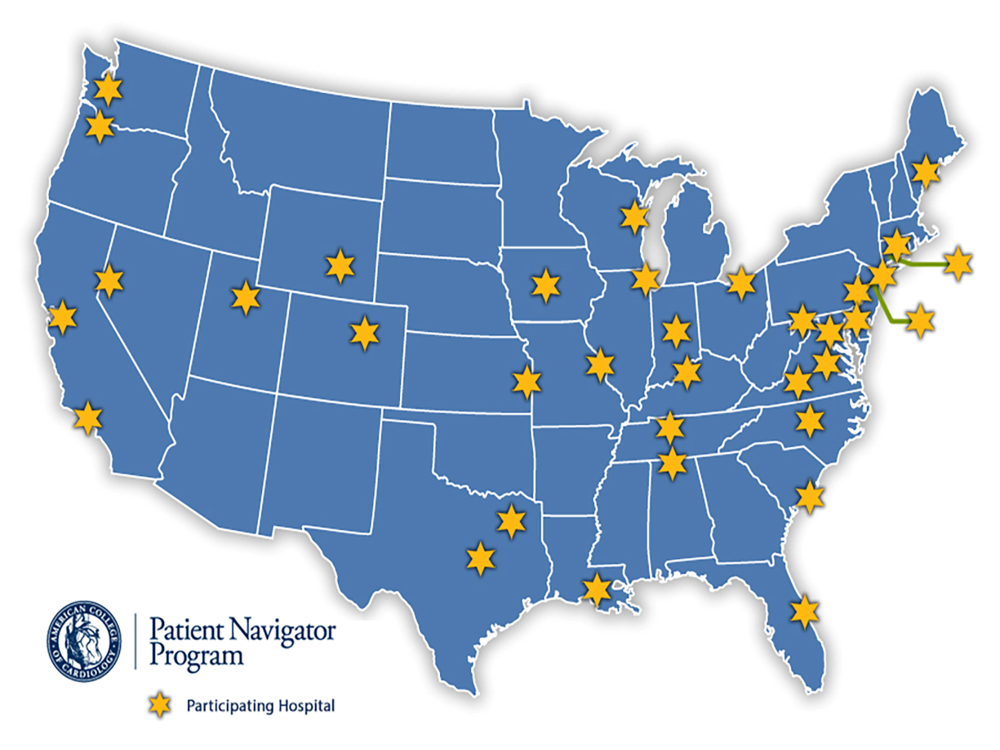 AMERICAN COLLEGE
OF CARDIOLOGY
Patient Navigator
Program
Participating Hospital